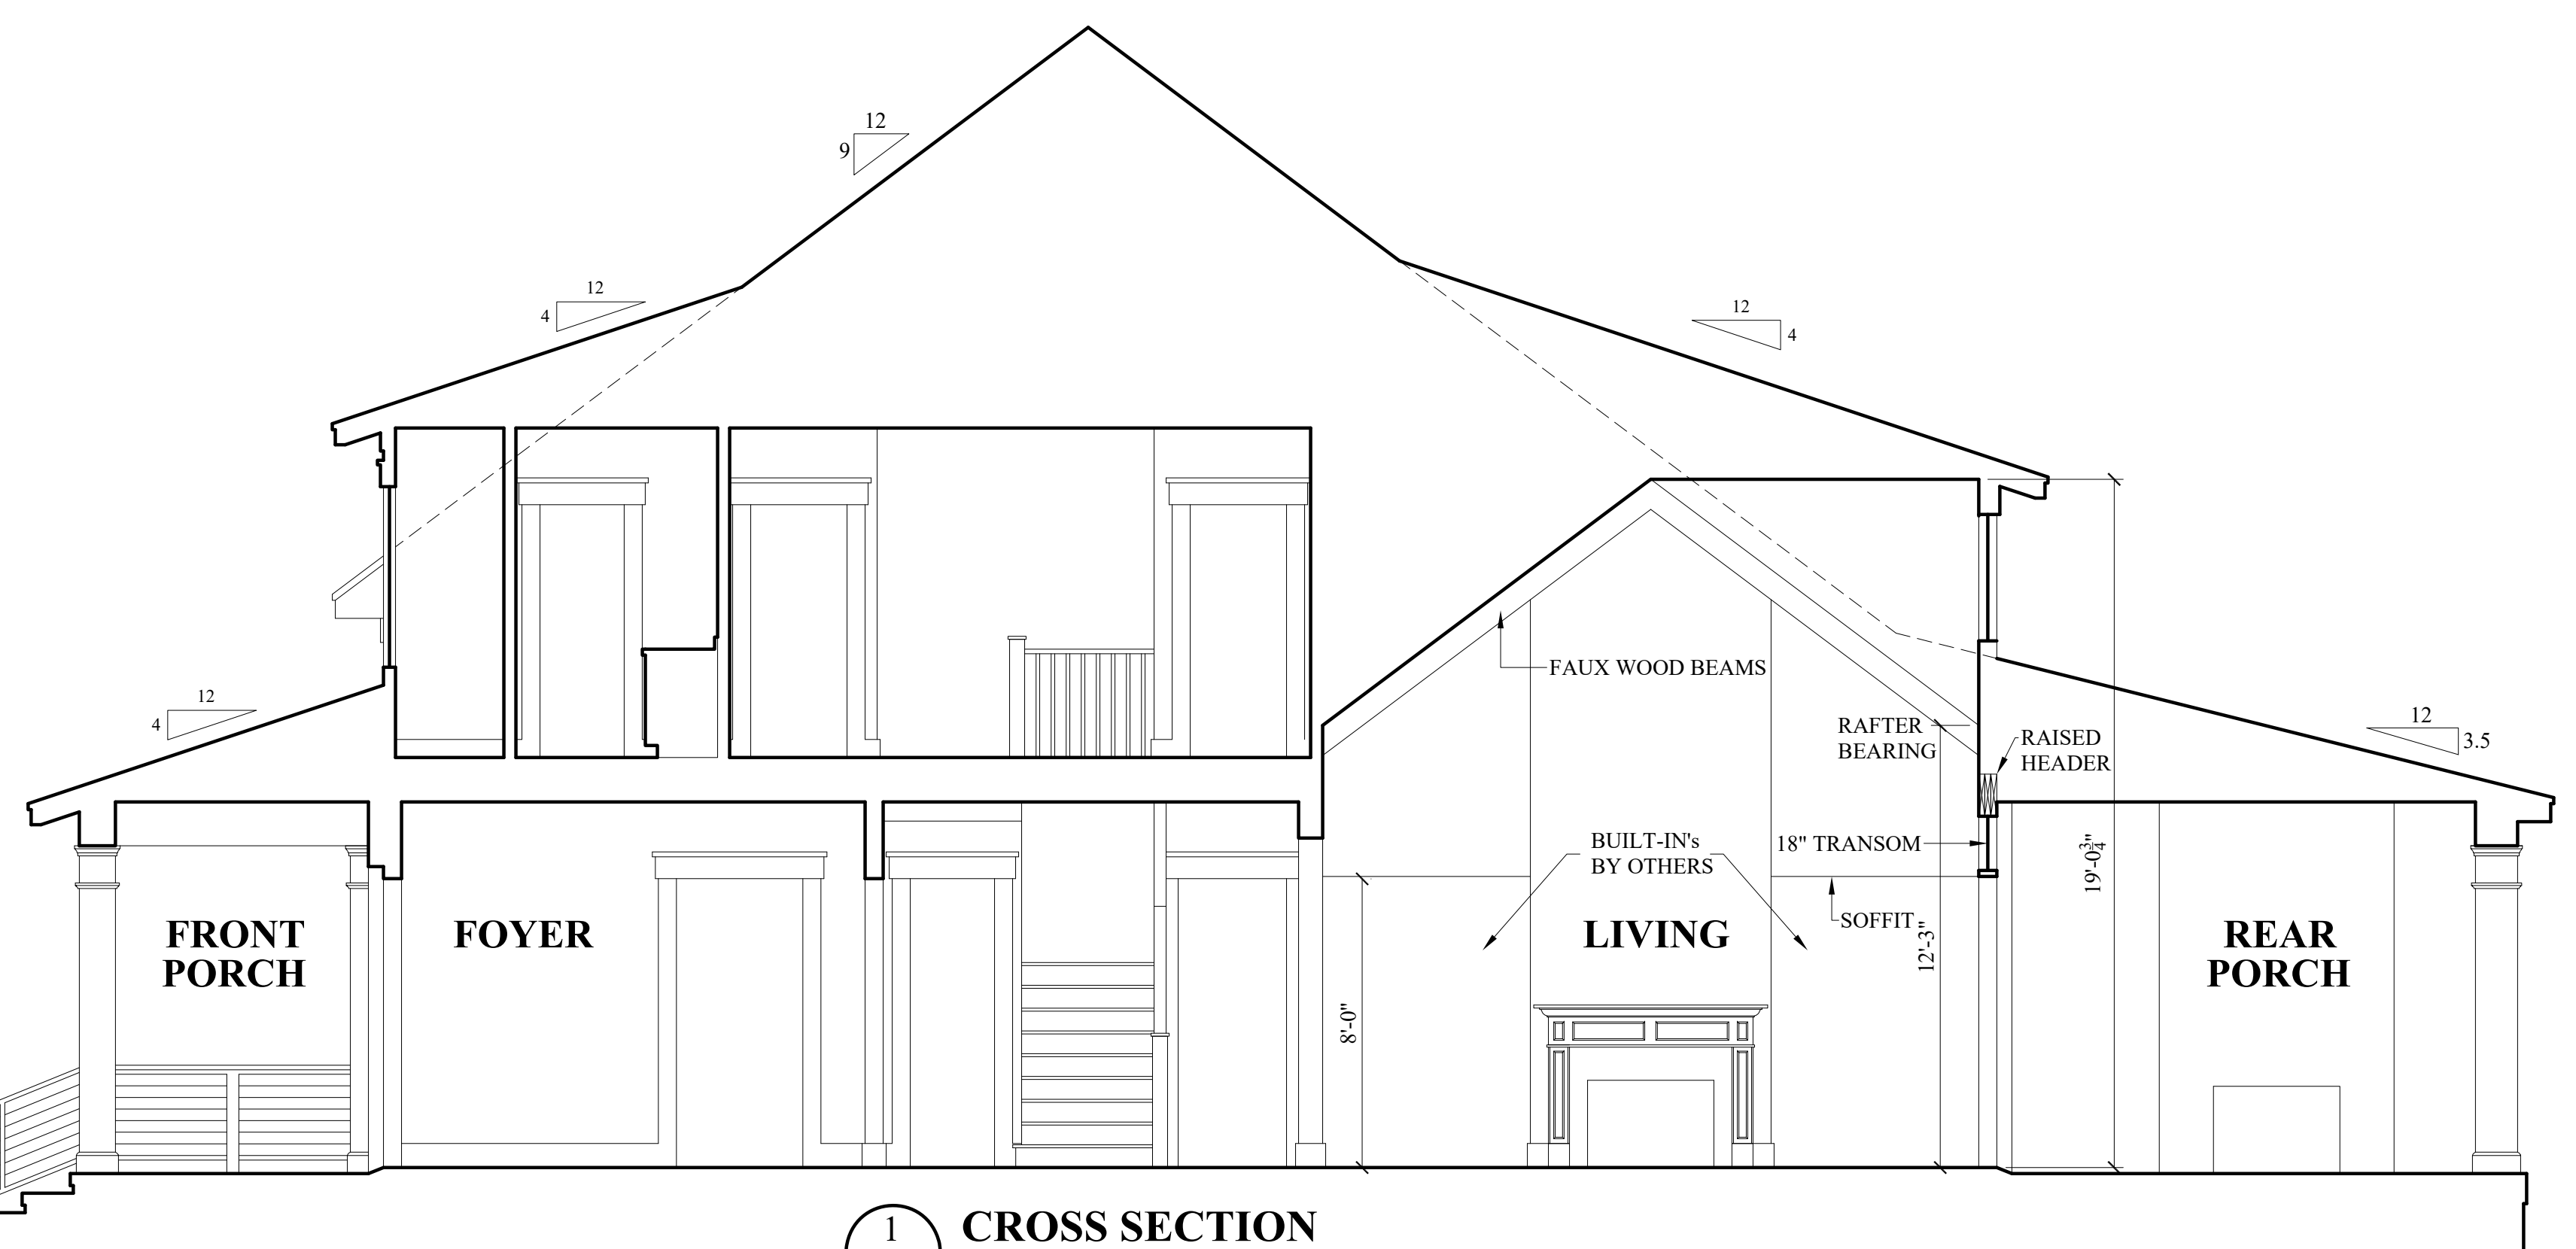 12
9
12
4
12
4
FAUX WOOD BEAMS
12
4
RAFTER
BEARING
RAISED
HEADER
12
3.5
BUILT-IN's
BY OTHERS
18" TRANSOM
19'-0¾"
SOFFIT
12'-3"
8'-0"
FRONT
PORCH
FOYER
LIVING
REAR
PORCH
1
CROSS SECTION